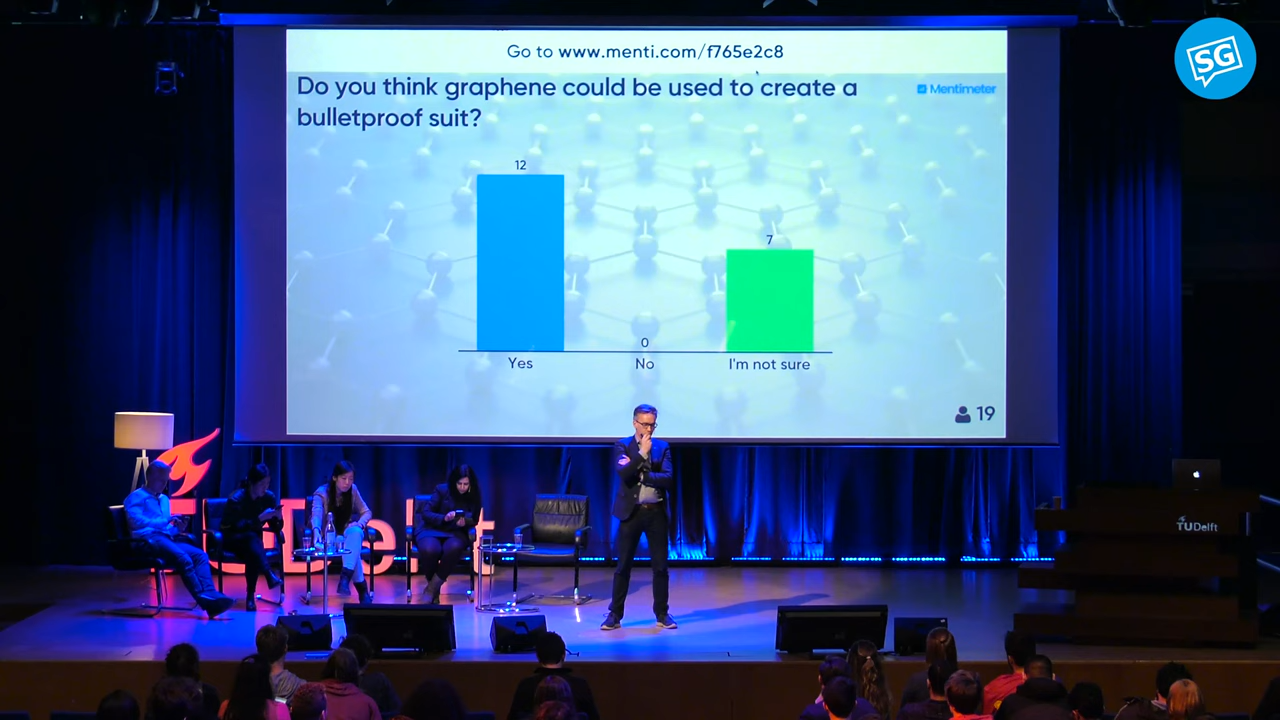 Go to www.menti.com/f765e2c8
SG
Do you think graphene could be used to create a
bulletproof suit?
Mentimeter
12
7
0
Yes
No
I'm not sure
19
TU Delft
TUDelft